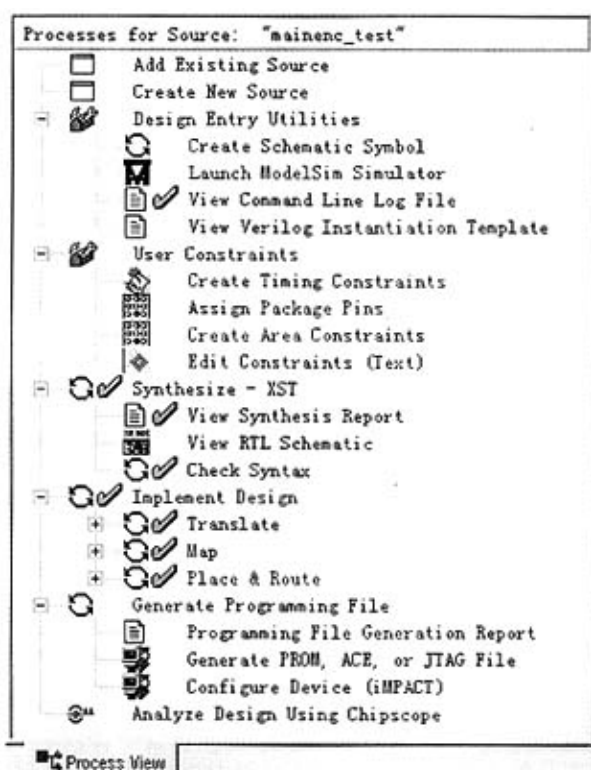 Processes for Source: "mainenc_test"
Add Existing Source
Create New Source
Design Entry Utilities
Create Schematic Symbol
Launch ModelSim Simulator
View Command Line Log File
View Verilog Instantiation Template
User Constraints
Create Timing Constraints
Assign Package Pins
Create Area Constraints
Edit Constraints (Text)
Synthesize - XST
View Synthesis Report
View RTL Schematic
Check Syntax
Implement Design
Translate
Map
Place & Route
Generate Programming File
Programming File Generation Report
Generate PROM, ACE, or JTAG File
Configure Device (iMPACT)
Analyze Design Using Chipscope
Process View